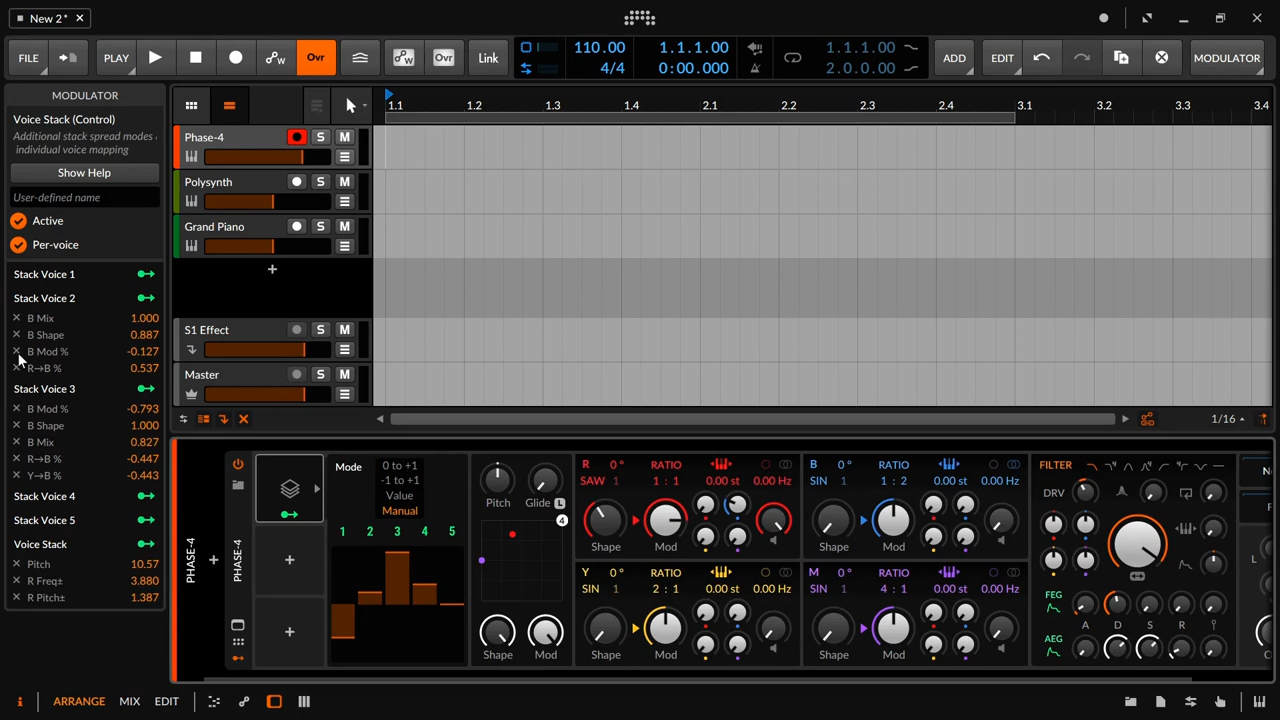 New 2*
FILE PLAY Ovr Ovr Link 110.00 4/4 1.1.1.00 0:00.000 1.1.1.00 2.0.0.00 ADD EDIT MODULATOR
MODULATOR
Voice Stack (Control)
Additional stack spread modes
individual voice mapping
Show Help
User-defined name
Active
Per-voice
Stack Voice 1
Stack Voice 2
B Mix 1.000
B Shape 0.887
B Mod % -0.127
R→B % 0.537
Stack Voice 3
B Mod % -0.793
B Shape 1.000
B Mix 0.827
R→B % -0.447
Y→B % -0.443
Stack Voice 4
Stack Voice 5
Voice Stack
Pitch 10.57
R Freq± 3.880
R Pitch± 1.387
1.1 1.2 1.3 1.4 2.1 2.2 2.3 2.4 3.1 3.2 3.3 3.4
Phase-4 S M
Polysynth S M
Grand Piano S M
+
S1 Effect S M
Master S M
1/16
PHASE-4
PHASE-4
Mode
0 to +1
-1 to +1
Value
Manual
1 2 3 4 5
Pitch Glide L
4
Shape Mod
R 0° RATIO
SAW 1 1 : 1 0.00 st 0.00 Hz
Shape Mod
B 0° RATIO
SIN 1 1 : 2 0.00 st 0.00 Hz
Shape Mod
Y 0° RATIO
SIN 1 2 : 1 0.00 st 0.00 Hz
Shape Mod
M 0° RATIO
SIN 1 4 : 1 0.00 st 0.00 Hz
Shape Mod
FILTER
DRV
FEG
A D S R
AEG
ARRANGE MIX EDIT